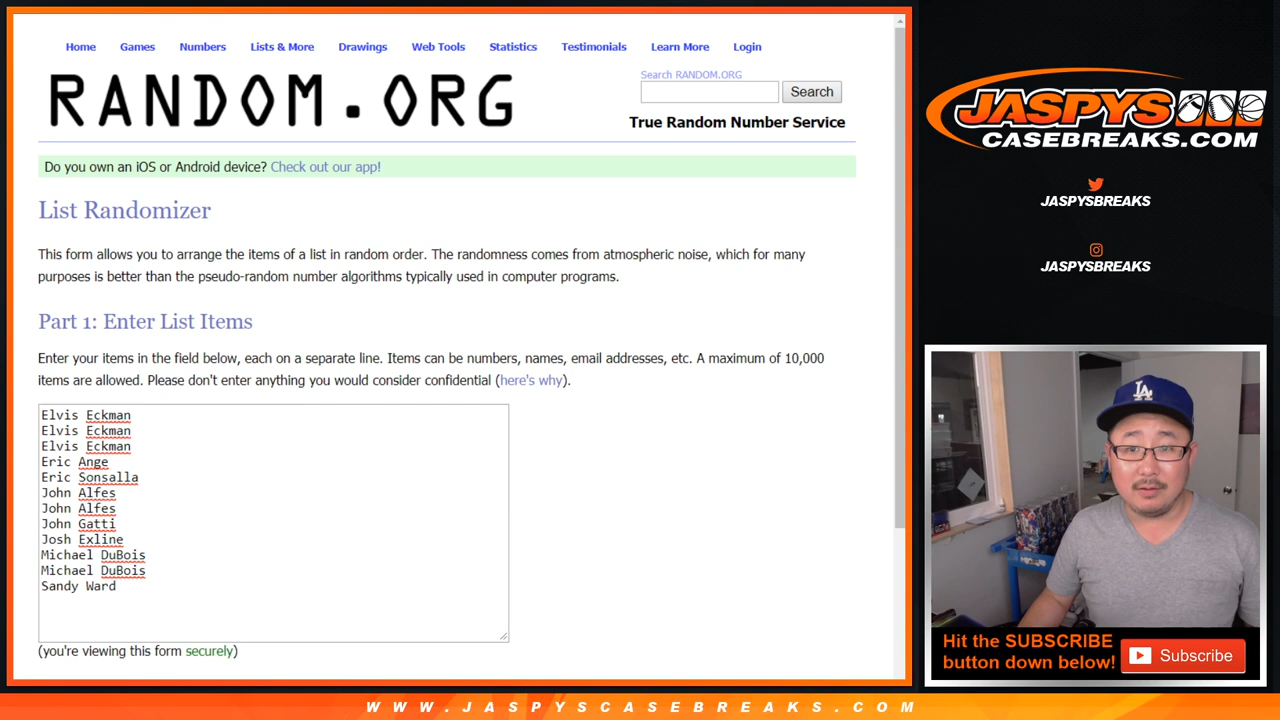 Home Games Numbers Lists & More Drawings Web Tools Statistics Testimonials Learn More Login
RANDOM.ORG
Search RANDOM.ORG
Search
True Random Number Service
Do you own an iOS or Android device? Check out our app!
List Randomizer
This form allows you to arrange the items of a list in random order. The randomness comes from atmospheric noise, which for many
purposes is better than the pseudo-random number algorithms typically used in computer programs.
Part 1: Enter List Items
Enter your items in the field below, each on a separate line. Items can be numbers, names, email addresses, etc. A maximum of 10,000
items are allowed. Please don't enter anything you would consider confidential (here's why).
Elvis Eckman
Elvis Eckman
Elvis Eckman
Eric Ange
Eric Sonsalla
John Alfes
John Alfes
John Gatti
Josh Exline
Michael DuBois
Michael DuBois
Sandy Ward
(you're viewing this form securely)
JASPYS
CASEBREAKS.COM
JASPYSBREAKS
JASPYSBREAKS
LA
Hit the SUBSCRIBE
button down below!
Subscribe
WWW.JASPYSCASEBREAKS.COM